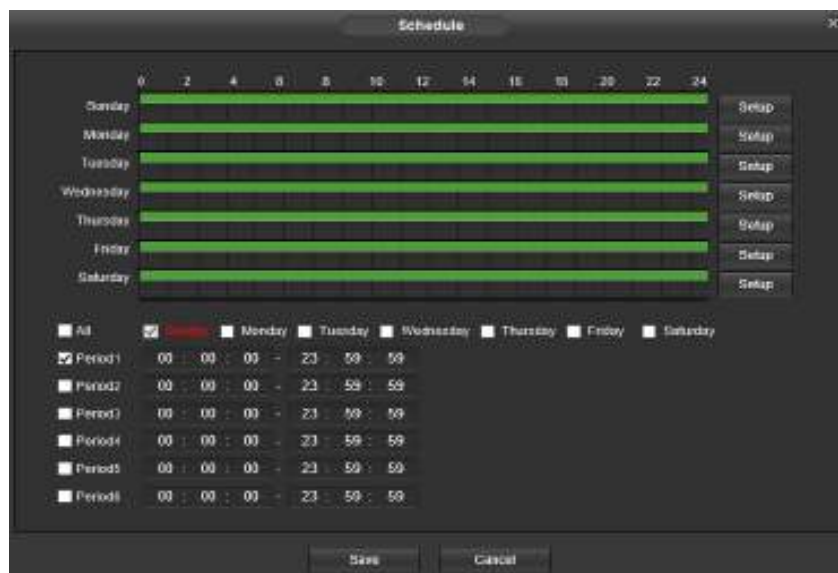 Schedule
0 2 4 6 8 10 12 14 16 18 20 22 24
Sunday Setup
Monday Setup
Tuesday Setup
Wednesday Setup
Thursday Setup
Friday Setup
Saturday Setup
All Sunday Monday Tuesday Wednesday Thursday Friday Saturday
Period1 00 : 00 : 00 - 23 : 59 : 59
Period2 00 : 00 : 00 - 23 : 59 : 59
Period3 00 : 00 : 00 - 23 : 59 : 59
Period4 00 : 00 : 00 - 23 : 59 : 59
Period5 00 : 00 : 00 - 23 : 59 : 59
Period6 00 : 00 : 00 - 23 : 59 : 59
Save Cancel